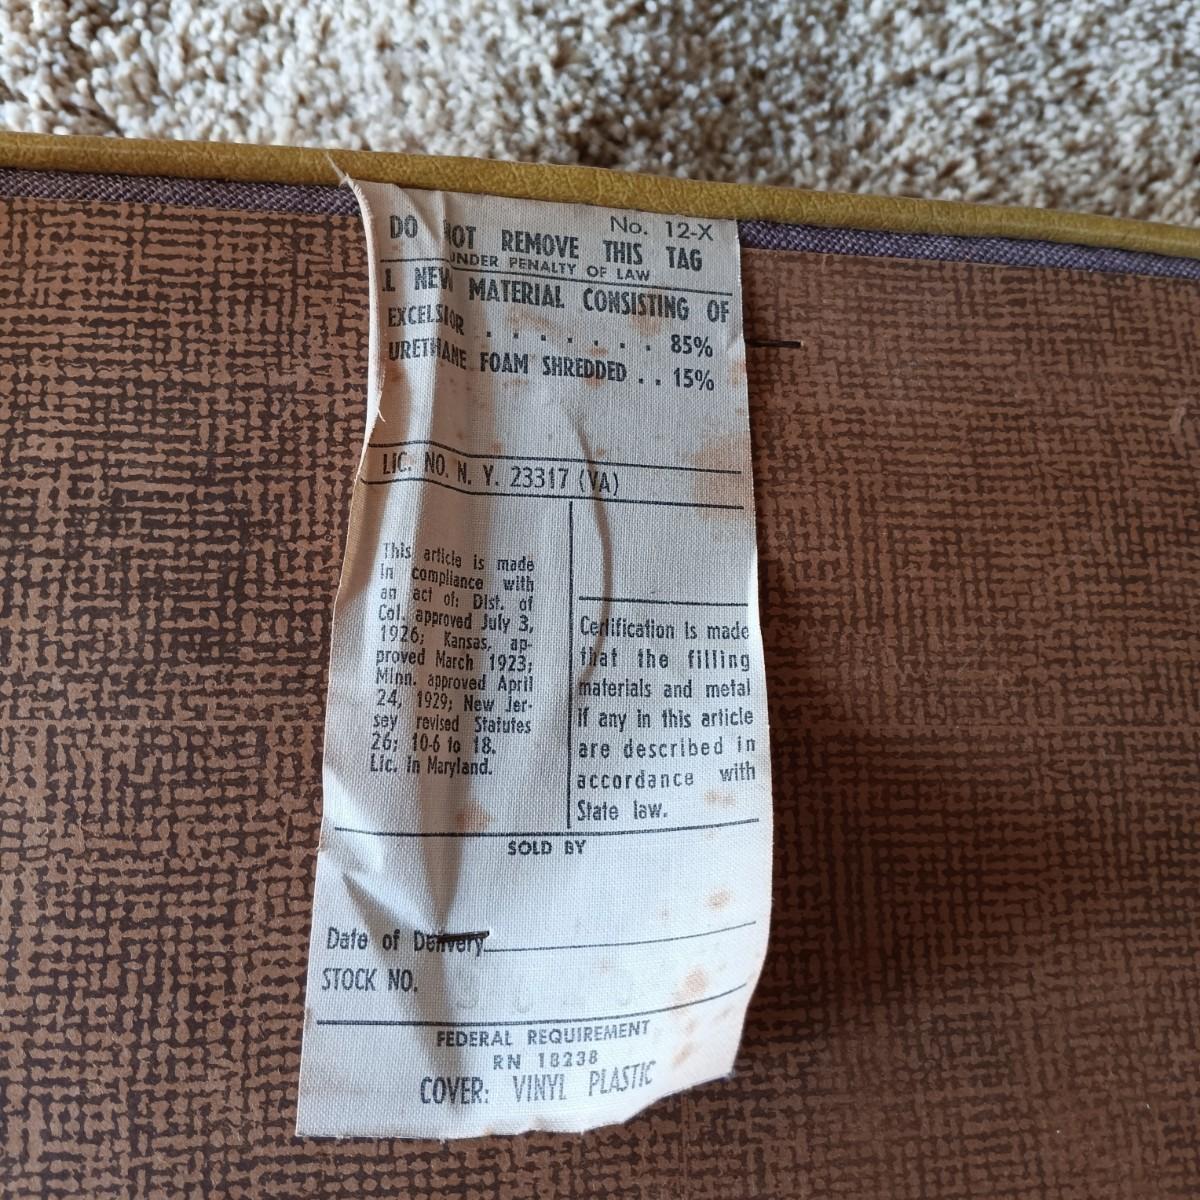 No. 12-X
DO NOT REMOVE THIS TAG
UNDER PENALTY OF LAW
L NEW MATERIAL CONSISTING OF
EXCELSIOR . . . . . . . 85%
URETHANE FOAM SHREDDED . . 15%
LIC. NO. N. Y. 23317 (VA)
This article is made
in compliance with
an act of: Dist. of
Col. approved July 3,
1926; Kansas, ap-
proved March 1923;
Minn. approved April
24, 1929; New Jer-
sey revised Statutes
26; 10-6 to 18.
Lic. in Maryland.
Certification is made
that the filling
materials and metal
if any in this article
are described in
accordance with
State law.
SOLD BY
Date of Delivery
STOCK NO.
FEDERAL REQUIREMENT
RN 18238
COVER: VINYL PLASTIC